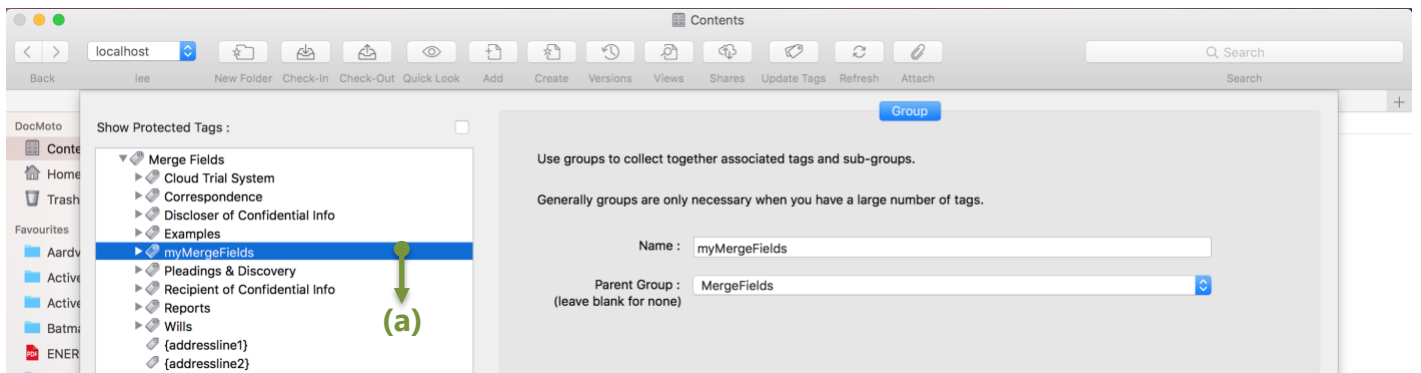 Contents
localhost
Search
Back
lee
New Folder
Check-In
Check-Out
Quick Look
Add
Create
Versions
Views
Shares
Update Tags
Refresh
Attach
Search
DocMoto
Conte
Home
Trash
Favourites
Aardv
Active
Active
Batma
ENER
Show Protected Tags :
Merge Fields
Cloud Trial System
Correspondence
Discloser of Confidential Info
Examples
myMergeFields
Pleadings & Discovery
Recipient of Confidential Info
Reports
Wills
{addressline1}
{addressline2}
(a)
Group
Use groups to collect together associated tags and sub-groups.
Generally groups are only necessary when you have a large number of tags.
Name : myMergeFields
Parent Group : MergeFields
(leave blank for none)